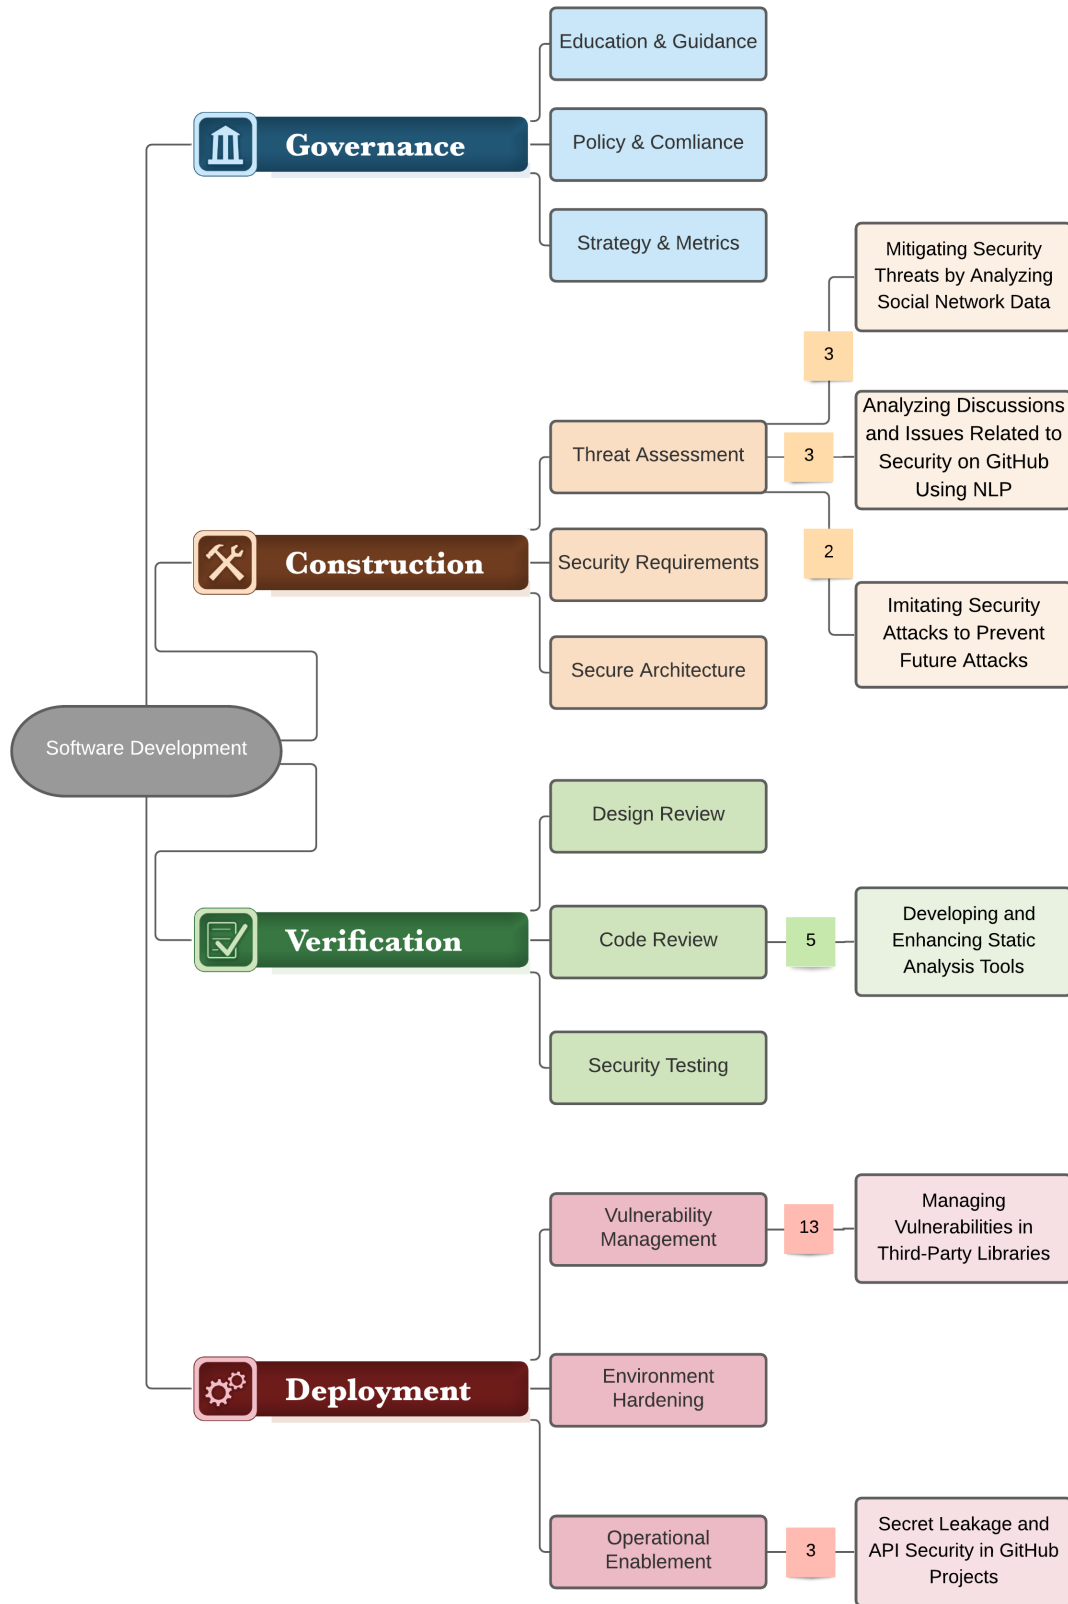 Education & Guidance
Governance
Policy & Comliance
Strategy & Metrics
Mitigating Security
Threats by Analyzing
Social Network Data
3
Analyzing Discussions
and Issues Related to
Security on GitHub
Using NLP
Threat Assessment
3
2
Construction
Security Requirements
Imitating Security
Attacks to Prevent
Future Attacks
Secure Architecture
Software Development
Design Review
Verification
Code Review
5
Developing and
Enhancing Static
Analysis Tools
Security Testing
Vulnerability
Management
13
Managing
Vulnerabilities in
Third-Party Libraries
Deployment
Environment
Hardening
Operational
Enablement
3
Secret Leakage and
API Security in GitHub
Projects